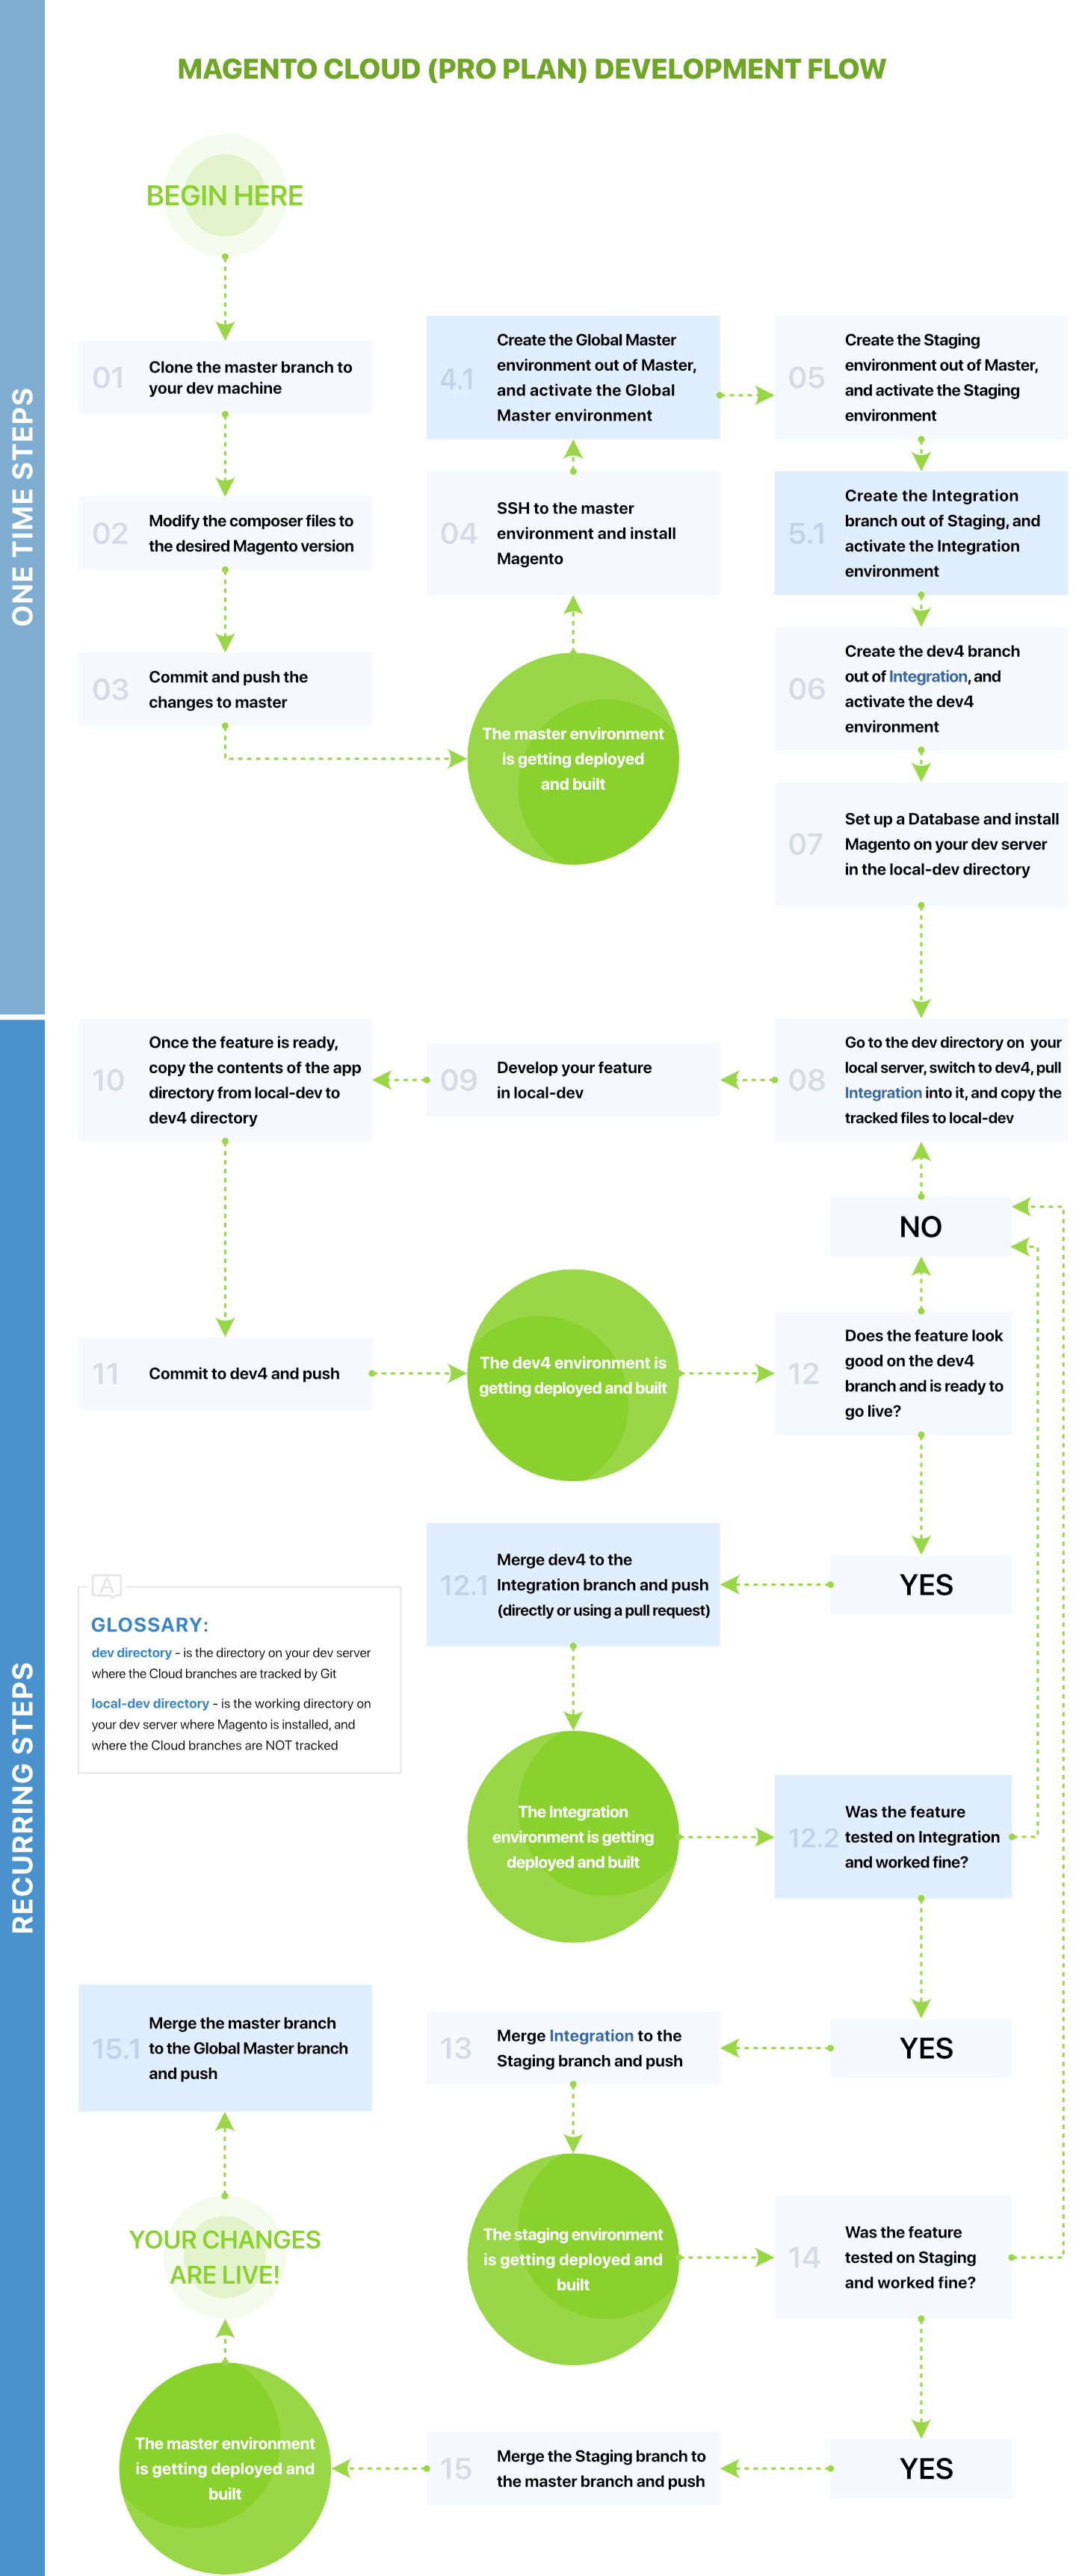 MAGENTO CLOUD (PRO PLAN) DEVELOPMENT FLOW
ONE TIME STEPS
BEGIN HERE
01
Clone the master branch to
your dev machine
02
Modify the composer files to
the desired Magento version
03
Commit and push the
changes to master
The master environment
is getting deployed
and built
04
SSH to the master
environment and install
Magento
4.1
Create the Global Master
environment out of Master,
and activate the Global
Master environment
05
Create the Staging
environment out of Master,
and activate the Staging
environment
5.1
Create the Integration
branch out of Staging, and
activate the Integration
environment
06
Create the dev4 branch
out of Integration, and
activate the dev4
environment
07
Set up a Database and install
Magento on your dev server
in the local-dev directory
RECURRING STEPS
08
Go to the dev directory on your
local server, switch to dev4, pull
Integration into it, and copy the
tracked files to local-dev
09
Develop your feature
in local-dev
10
Once the feature is ready,
copy the contents of the app
directory from local-dev to
dev4 directory
11
Commit to dev4 and push
The dev4 environment is
getting deployed and built
12
Does the feature look
good on the dev4
branch and is ready to
go live?
NO
YES
12.1
Merge dev4 to the
Integration branch and push
(directly or using a pull request)
A
GLOSSARY:
dev directory - is the directory on your dev server
where the Cloud branches are tracked by Git
local-dev directory - is the working directory on
your dev server where Magento is installed, and
where the Cloud branches are NOT tracked
The Integration
environment is getting
deployed and built
12.2
Was the feature
tested on Integration
and worked fine?
YES
13
Merge Integration to the
Staging branch and push
The staging environment
is getting deployed and
built
14
Was the feature
tested on Staging
and worked fine?
YES
15
Merge the Staging branch to
the master branch and push
The master environment
is getting deployed and
built
YOUR CHANGES
ARE LIVE!
15.1
Merge the master branch
to the Global Master branch
and push